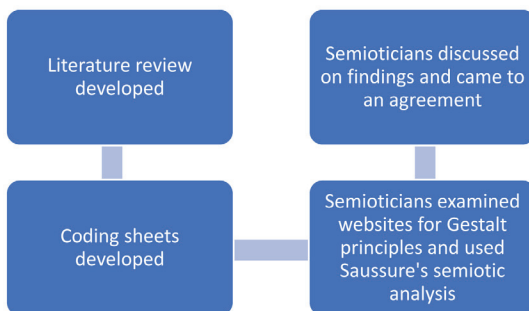 Literature review
developed
Semioticians discussed
on findings and came to
an agreement
Coding sheets
developed
Semioticians examined
websites for Gestalt
principles and used
Saussure's semiotic
analysis